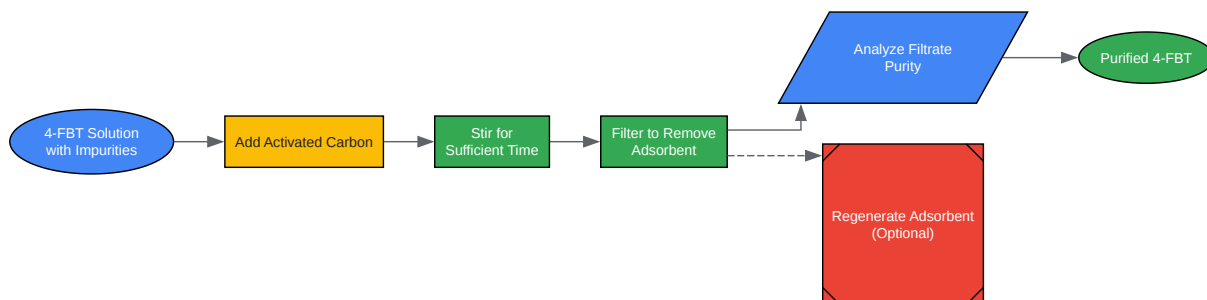 4-FBT Solution
with Impurities
Add Activated Carbon
Stir for
Sufficient Time
Filter to Remove
Adsorbent
Analyze Filtrate
Purity
Purified 4-FBT
Regenerate Adsorbent
(Optional)